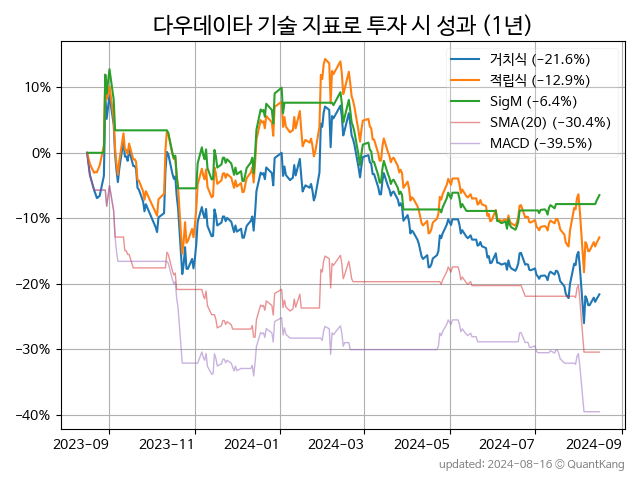 다우데이타 기술 지표로 투자 시 성과 (1년)
거치식 (−21.6%)
적립식 (−12.9%)
SigM (−6.4%)
SMA(20) (−30.4%)
MACD (−39.5%)
10%
0%
−10%
−20%
−30%
−40%
2023-09 2023-11 2024-01 2024-03 2024-05 2024-07 2024-09
updated: 2024-08-16 © QuantKang